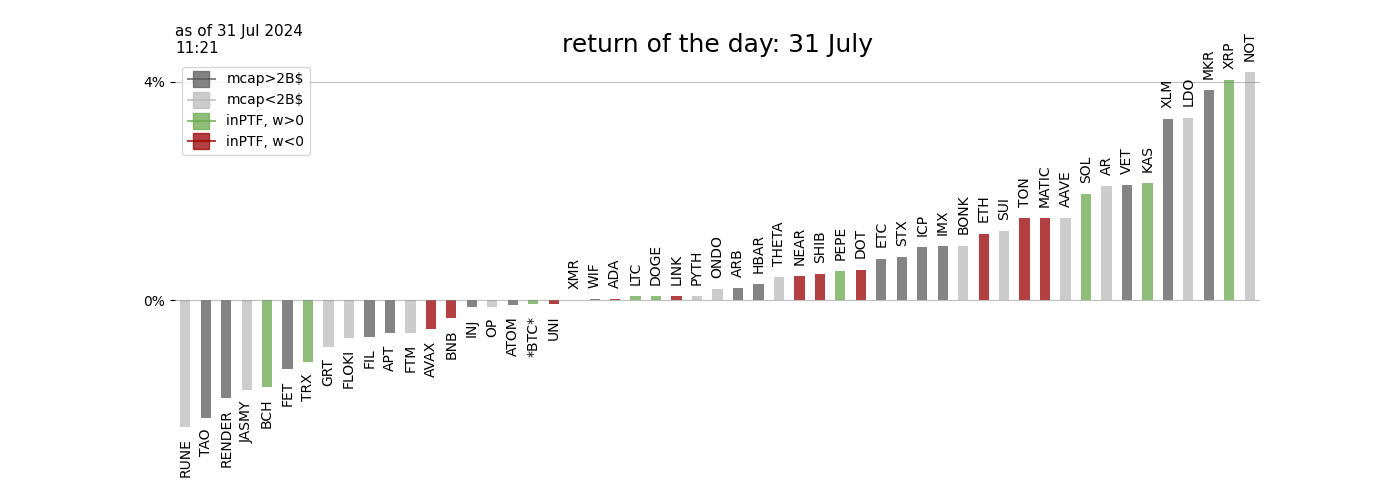 as of 31 Jul 2024
11:21
return of the day: 31 July
mcap>2B$
mcap<2B$
inPTF, w>0
inPTF, w<0
4%
0%
RUNE
TAO
RENDER
JASMY
BCH
FET
TRX
GRT
FLOKI
FIL
APT
FTM
AVAX
BNB
INJ
OP
ATOM
*BTC*
UNI
XMR
WIF
ADA
LTC
DOGE
LINK
PYTH
ONDO
ARB
HBAR
THETA
NEAR
SHIB
PEPE
DOT
ETC
STX
ICP
IMX
BONK
ETH
SUI
TON
MATIC
AAVE
SOL
AR
VET
KAS
XLM
LDO
MKR
XRP
NOT